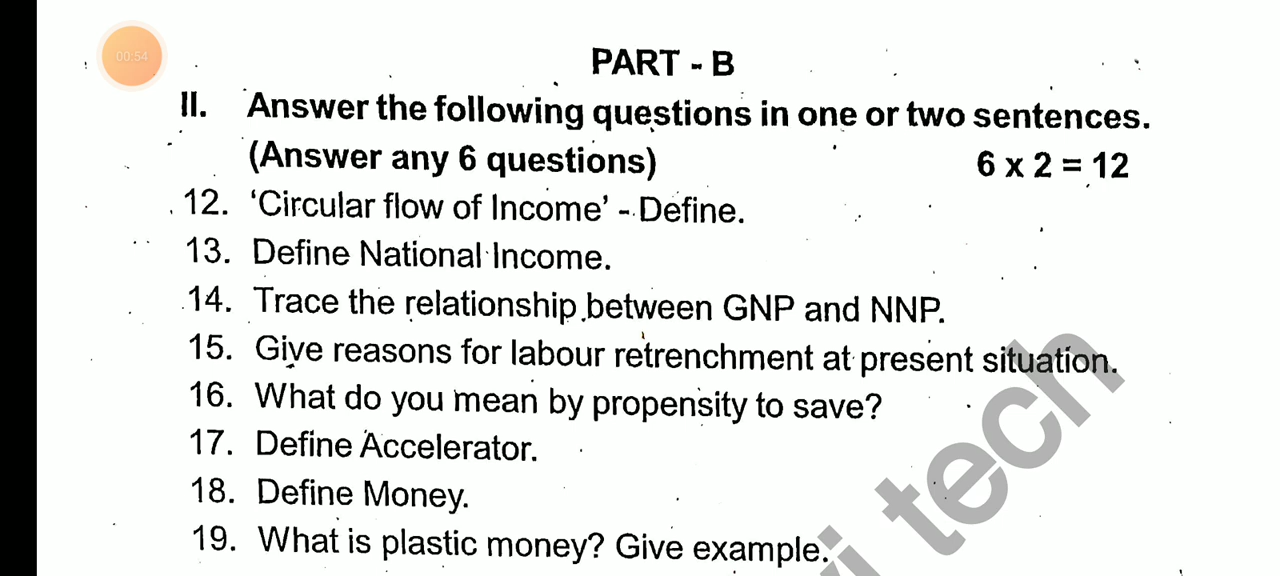 00:54
PART - B
II. Answer the following questions in one or two sentences.
(Answer any 6 questions) 6 x 2 = 12
12. ‘Circular flow of Income’ - Define.
13. Define National Income.
14. Trace the relationship between GNP and NNP.
15. Give reasons for labour retrenchment at present situation.
16. What do you mean by propensity to save?
17. Define Accelerator.
18. Define Money.
19. What is plastic money? Give example.
tech